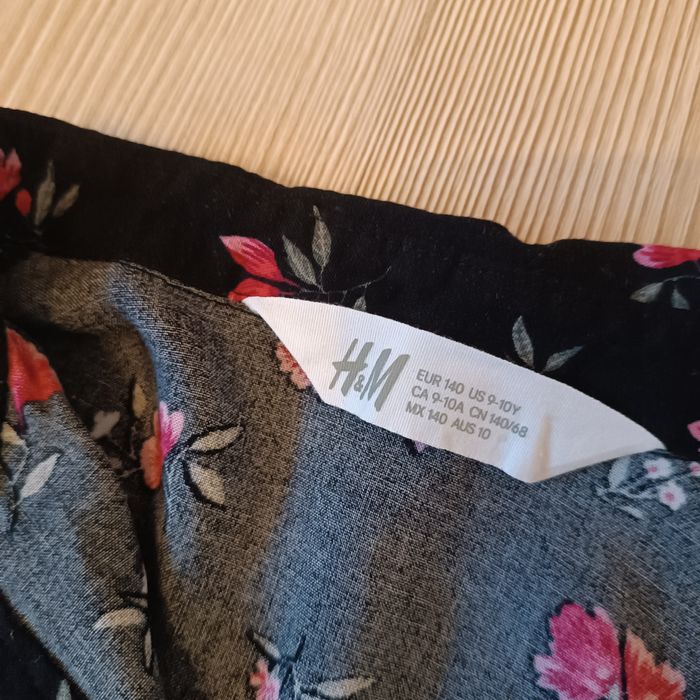 H&M
EUR 140 US 9-10Y
CA 9-10A CN 140/68
MX 140 AUS 10